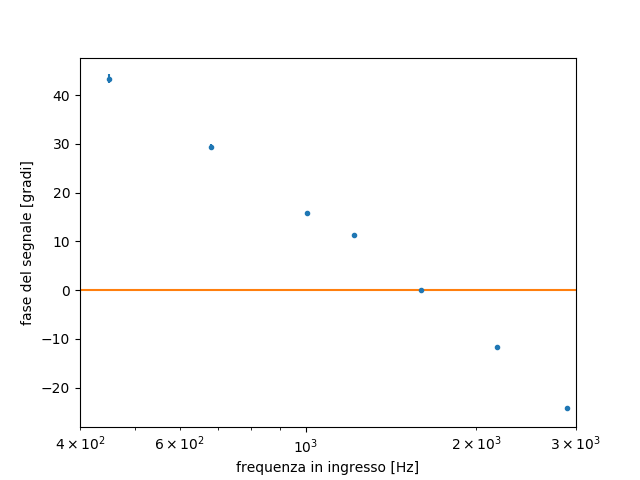 fase del segnale [gradi]
40
30
20
10
0
−10
−20
4 × 10²
6 × 10²
10³
2 × 10³
3 × 10³
frequenza in ingresso [Hz]